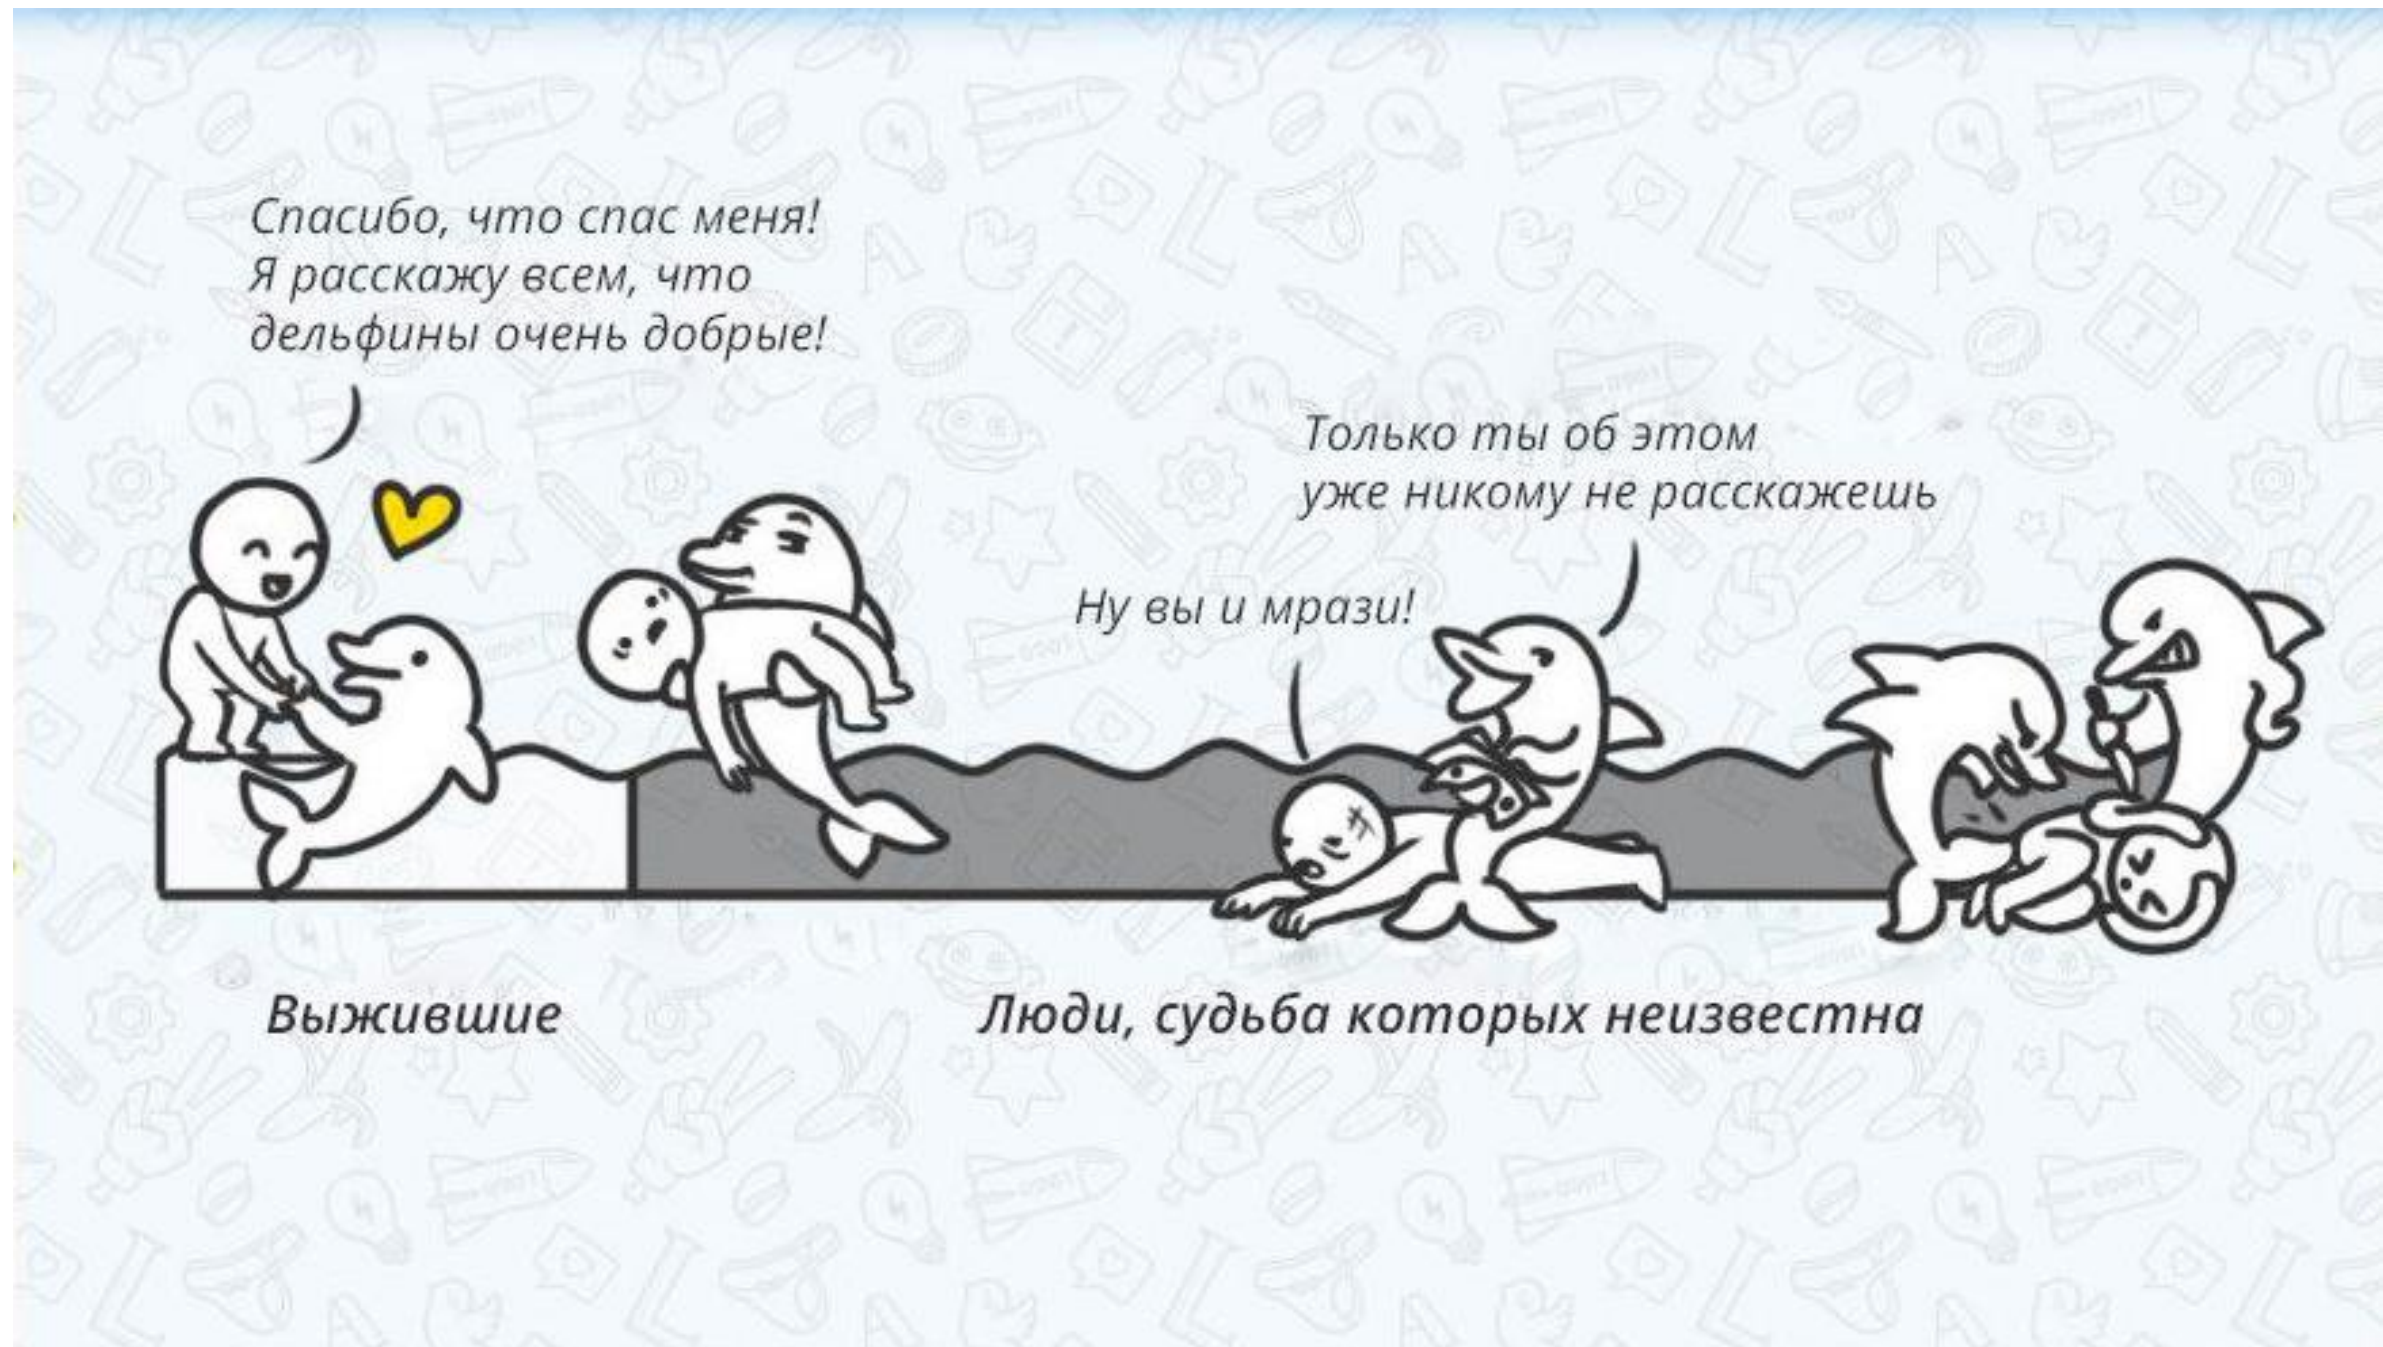 Спасибо, что спас меня!
Я расскажу всем, что
дельфины очень добрые!
Только ты об этом
уже никому не расскажешь
Ну вы и мрази!
Выжившие
Люди, судьба которых неизвестна